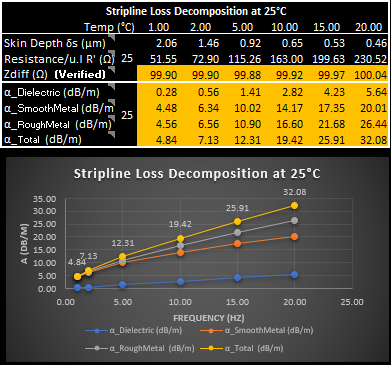 Stripline Loss Decomposition at 25°C
Temp (°C) 1.00 2.00 5.00 10.00 15.00 20.00
Skin Depth δs (μm) 2.06 1.46 0.92 0.65 0.53 0.46
Resistance/u.l R' (Ω) 25 51.55 72.90 115.26 163.00 199.63 230.52
Zdiff (Ω) (Verified) 99.90 99.90 99.88 99.92 99.97 100.04
α_Dielectric (dB/m) 0.28 0.56 1.41 2.82 4.23 5.64
α_SmoothMetal (dB/m) 25 4.48 6.34 10.02 14.17 17.35 20.01
α_RoughMetal (dB/m) 4.56 6.56 10.90 16.60 21.68 26.44
α_Total (dB/m) 4.84 7.13 12.31 19.42 25.91 32.08
Stripline Loss Decomposition at 25°C
35.00
30.00
25.00
20.00
15.00
10.00
5.00
0.00
A (DB/M)
4.84 7.13 12.31 19.42 25.91 32.08
0.00 5.00 10.00 15.00 20.00 25.00
FREQUENCY (HZ)
α_Dielectric (dB/m) α_SmoothMetal (dB/m)
α_RoughMetal (dB/m) α_Total (dB/m)